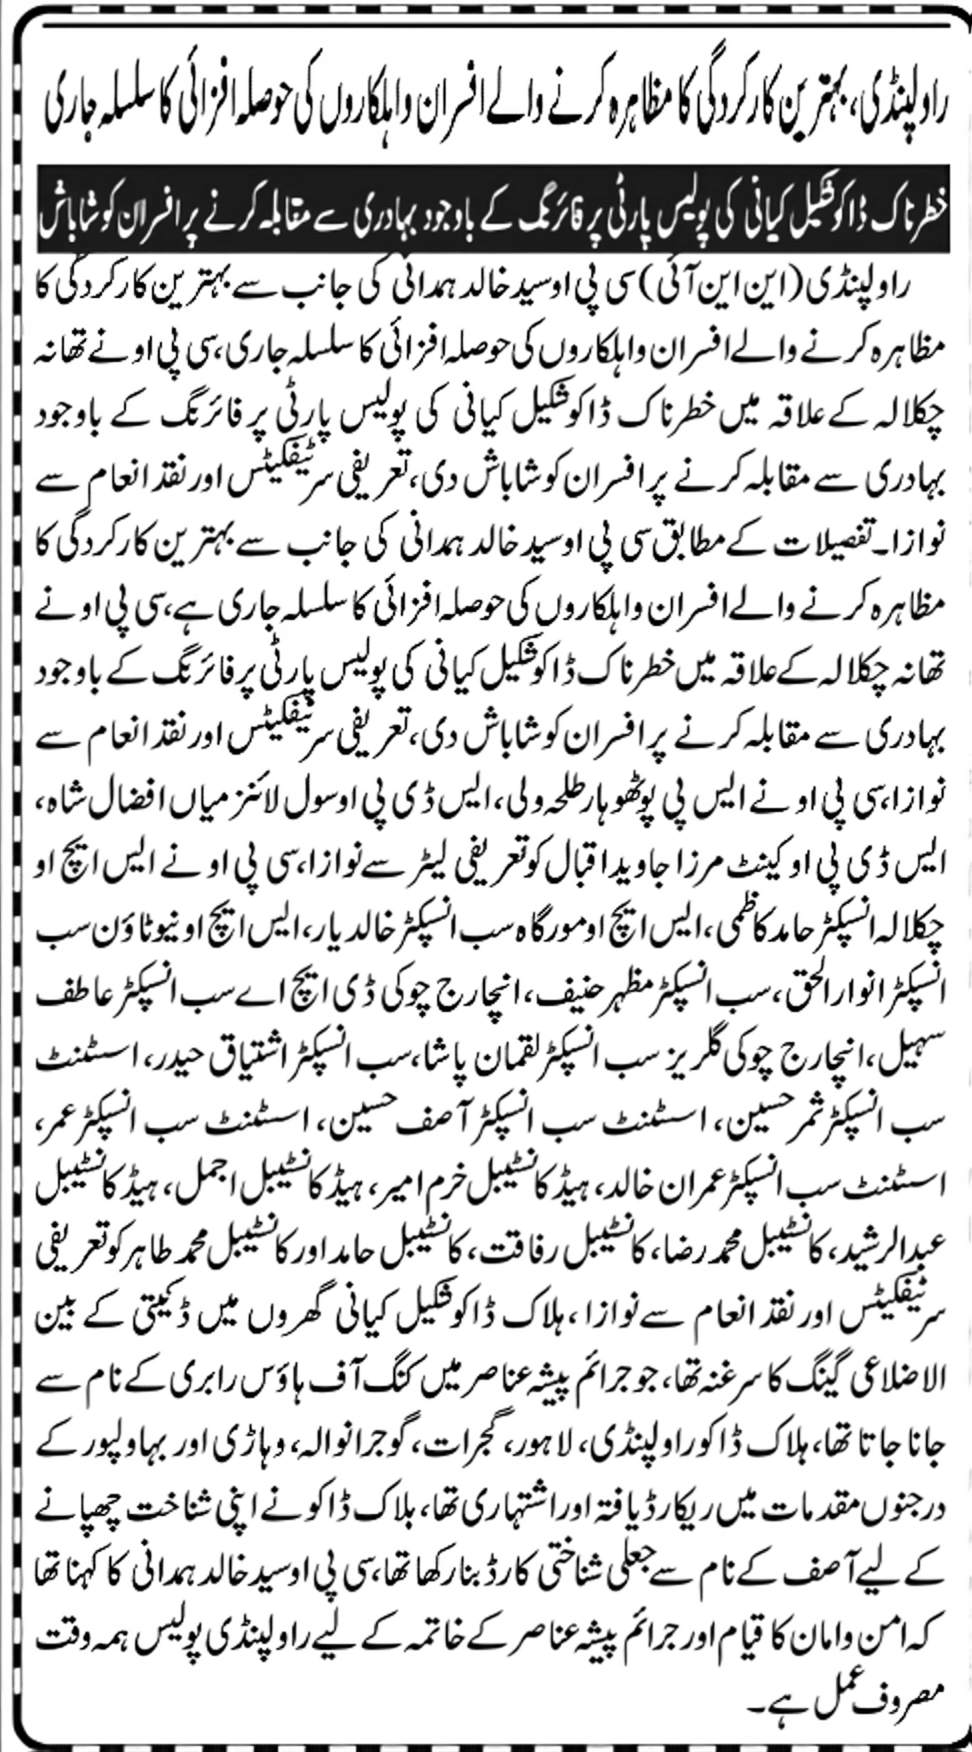 راولپنڈی، بہترین کارکردگی کا مظاہرہ کرنے والے افسران واہلکاروں کی حوصلہ افزائی کا سلسلہ جاری
خطرناک ڈاکو شکیل کیانی کی پولیس پارٹی پر فائرنگ کے باوجود بہادری سے مقابلہ کرنے پر افسران کو شاباش
راولپنڈی (این این آئی) سی پی او سید خالد ہمدانی کی جانب سے بہترین کارکردگی کا
مظاہرہ کرنے والے افسران واہلکاروں کی حوصلہ افزائی کا سلسلہ جاری، سی پی او نے تھانہ
چکلالہ کے علاقہ میں خطرناک ڈاکو شکیل کیانی کی پولیس پارٹی پر فائرنگ کے باوجود
بہادری سے مقابلہ کرنے پر افسران کو شاباش دی، تعریفی سرٹیفکیٹس اور نقد انعام سے
نوازا۔ تفصیلات کے مطابق سی پی او سید خالد ہمدانی کی جانب سے بہترین کارکردگی کا
مظاہرہ کرنے والے افسران واہلکاروں کی حوصلہ افزائی کا سلسلہ جاری ہے، سی پی او نے
تھانہ چکلالہ کے علاقہ میں خطرناک ڈاکو شکیل کیانی کی پولیس پارٹی پر فائرنگ کے باوجود
بہادری سے مقابلہ کرنے پر افسران کو شاباش دی، تعریفی سرٹیفکیٹس اور نقد انعام سے
نوازا، سی پی او نے ایس پی پوٹھوہار طلحہ ولی، ایس ڈی پی او سول لائنز میاں افضال شاہ،
ایس ڈی پی او کینٹ مرزا جاوید اقبال کو تعریفی لیٹر سے نوازا، سی پی او نے ایس ایچ او
چکلالہ انسپکٹر حامد کاظمی، ایس ایچ او مورگاہ سب انسپکٹر خالد یار، ایس ایچ او نیو ٹاؤن سب
انسپکٹر انوار الحق، سب انسپکٹر مظہر حنیف، انچارج چوکی ڈی ایچ اے سب انسپکٹر عاطف
سہیل، انچارج چوکی گلریز سب انسپکٹر لقمان پاشا، سب انسپکٹر اشتیاق حیدر، اسسٹنٹ
سب انسپکٹر ثمر حسین، اسسٹنٹ سب انسپکٹر آصف حسین، اسسٹنٹ سب انسپکٹر عمر،
اسسٹنٹ سب انسپکٹر عمران خالد، ہیڈ کانسٹیبل خرم امیر، ہیڈ کانسٹیبل اجمل، ہیڈ کانسٹیبل
عبدالرشید، کانسٹیبل محمد رضا، کانسٹیبل رفاقت، کانسٹیبل حامد اور کانسٹیبل محمد طاہر کو تعریفی
سرٹیفکیٹس اور نقد انعام سے نوازا، ہلاک ڈاکو شکیل کیانی گھروں میں ڈکیتی کے بین
الاضلاعی گینگ کا سرغنہ تھا، جو جرائم پیشہ عناصر میں کنگ آف ہاؤس رابری کے نام سے
جانا جاتا تھا، ہلاک ڈاکو راولپنڈی، لاہور، گجرات، گوجرانوالہ، وہاڑی اور بہاولپور کے
درجنوں مقدمات میں ریکارڈ یافتہ اور اشتہاری تھا، ہلاک ڈاکو نے اپنی شناخت چھپانے
کے لیے آصف کے نام سے جعلی شناختی کارڈ بنا رکھا تھا، سی پی او سید خالد ہمدانی کا کہنا تھا
کہ امن وامان کا قیام اور جرائم پیشہ عناصر کے خاتمہ کے لیے راولپنڈی پولیس ہمہ وقت
مصروف عمل ہے۔